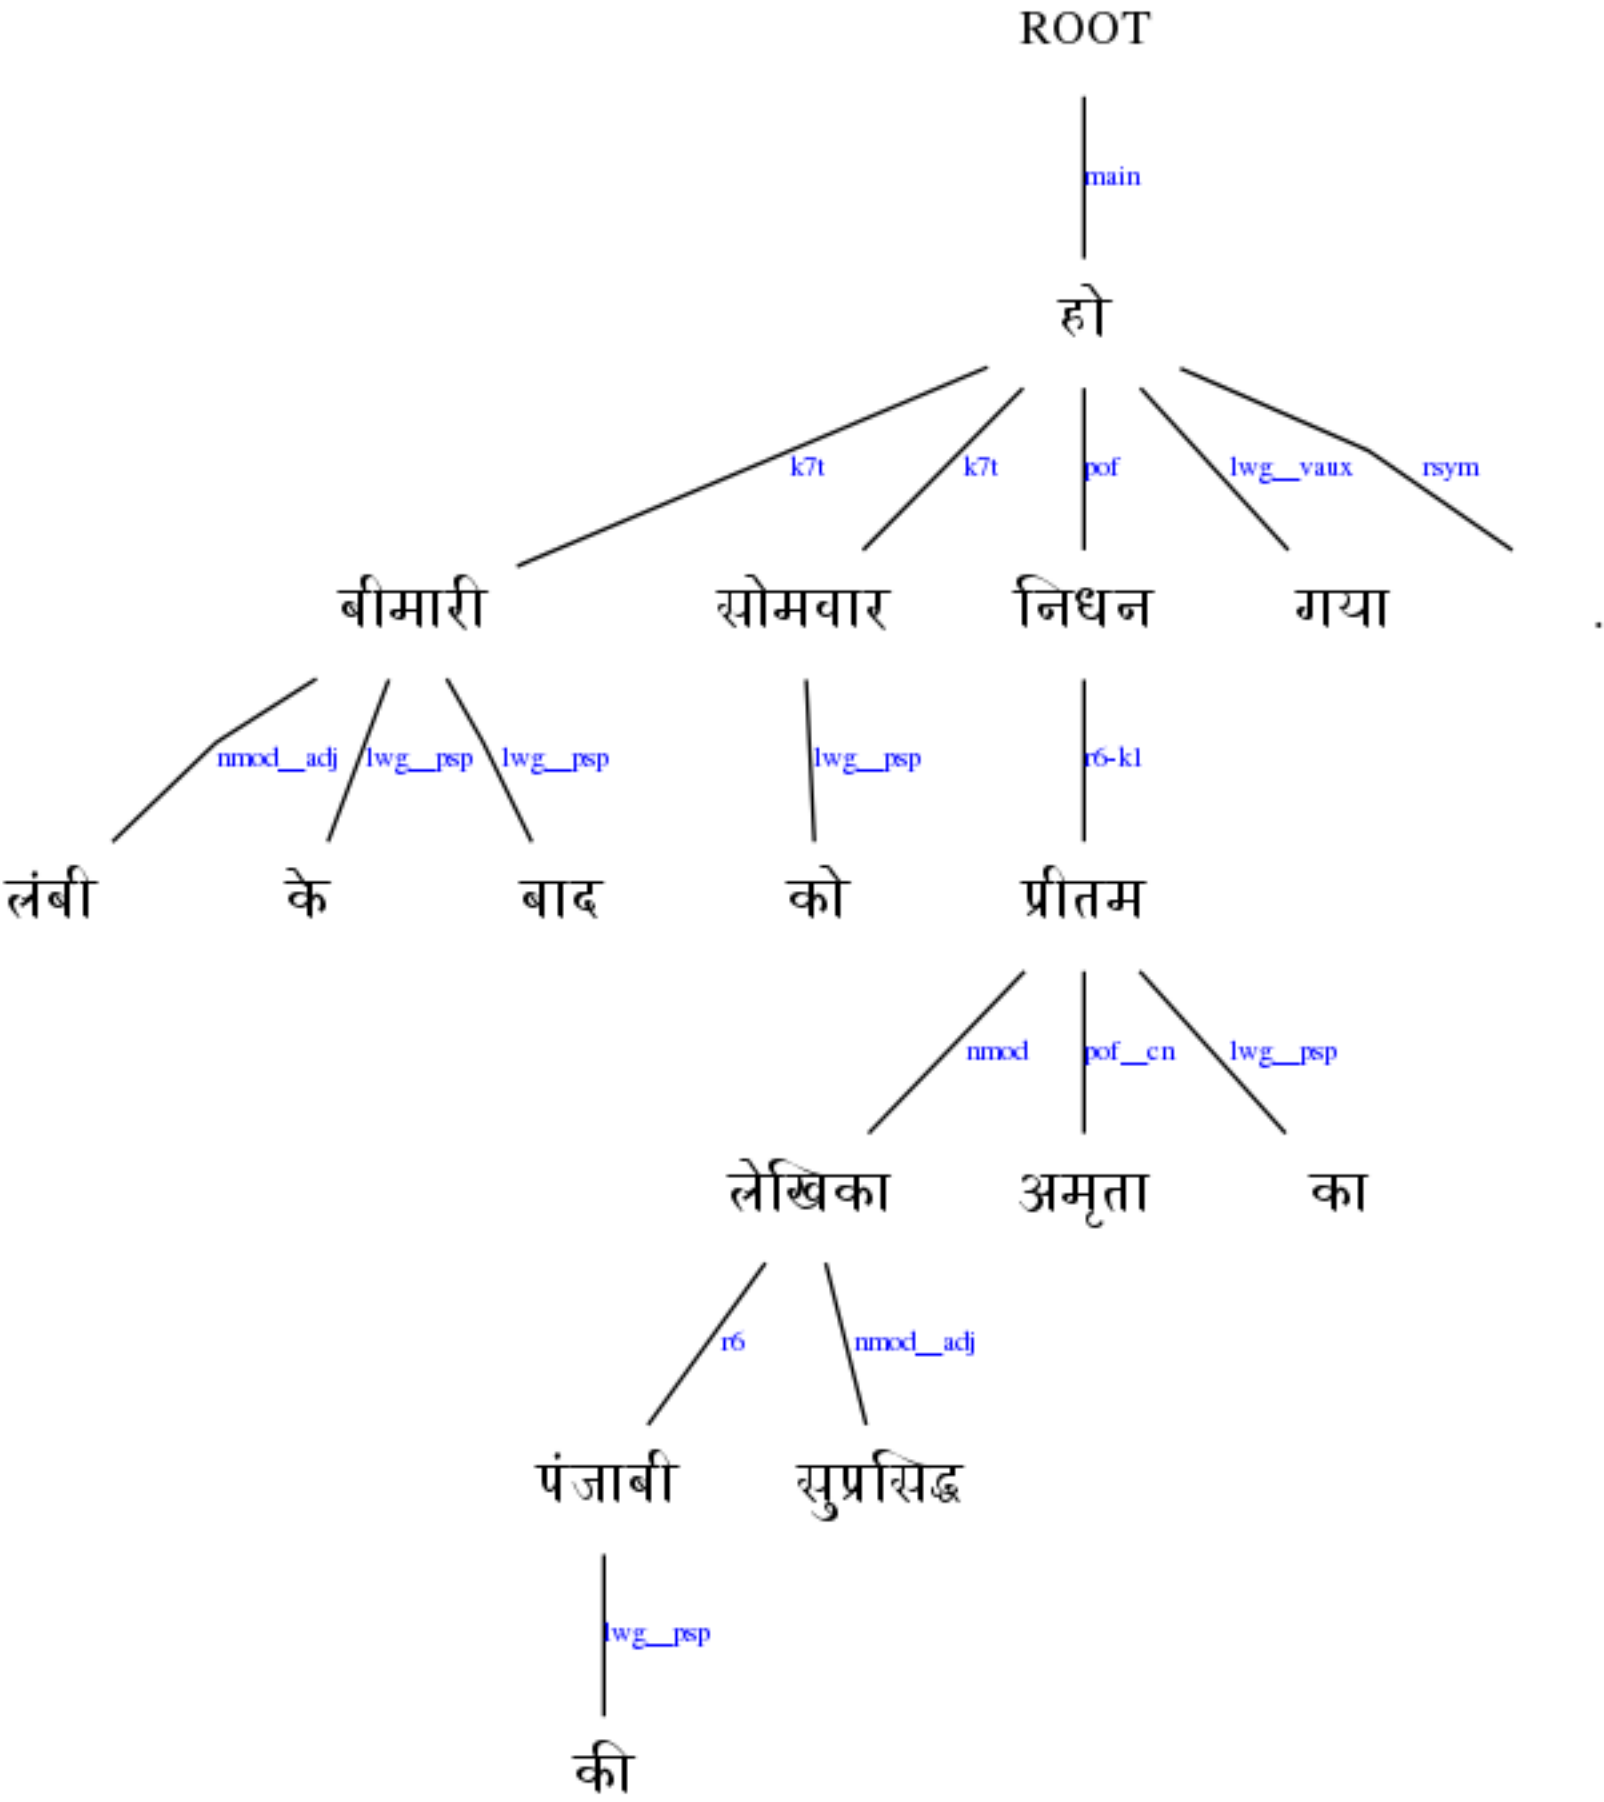 ROOT
main
हो
k7t k7t pof lwg__vaux rsym
बीमारी सोमवार निधन गया .
nmod__adj lwg__psp lwg__psp lwg__psp r6-k1
लंबी के बाद को प्रीतम
nmod pof__cn lwg__psp
लेखिका अमृता का
r6 nmod__adj
पंजाबी सुप्रसिद्ध
lwg__psp
की